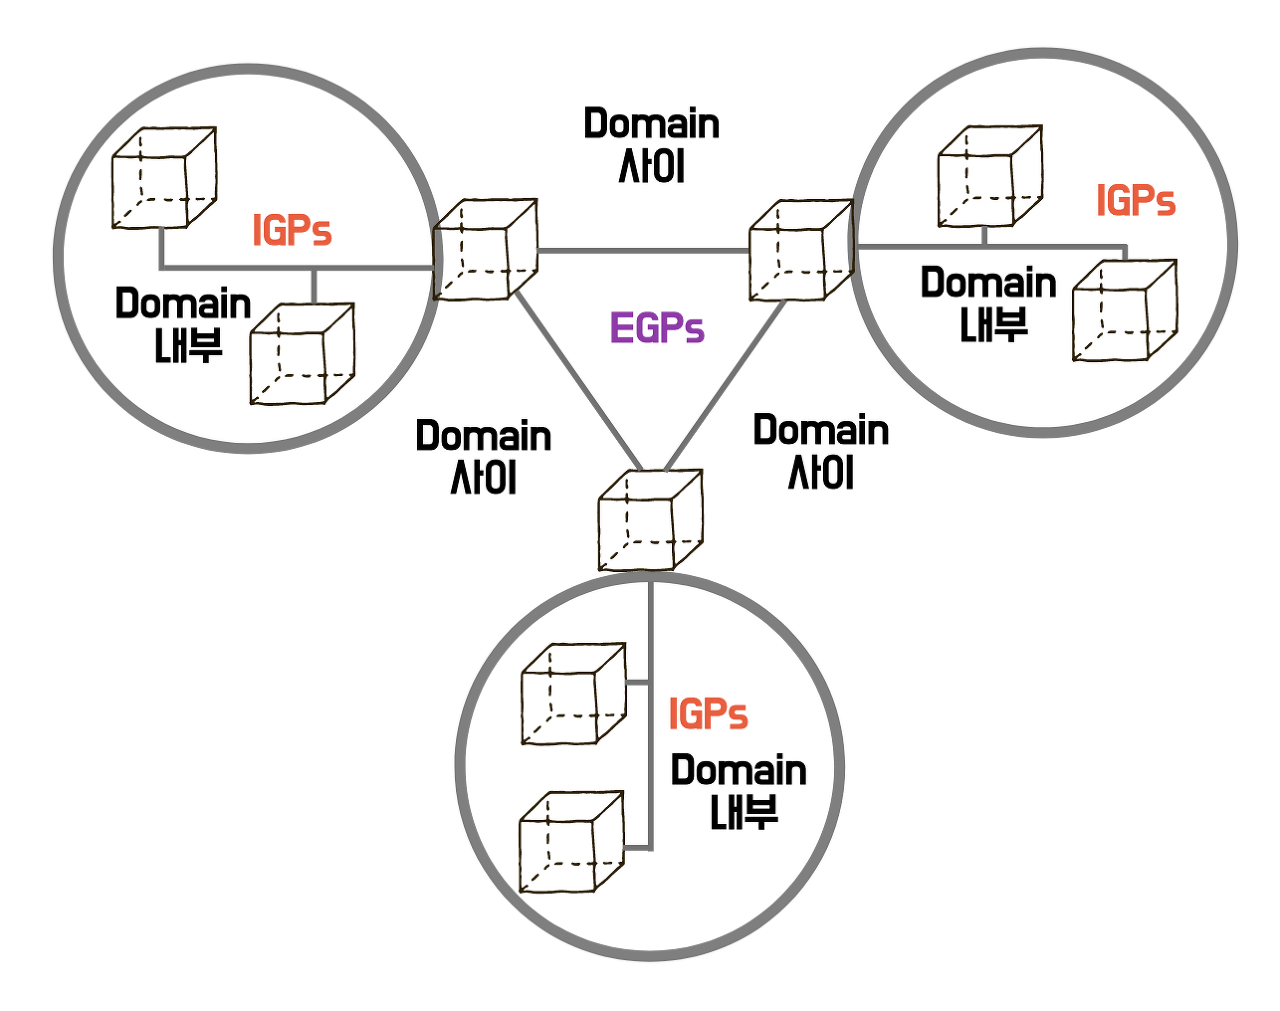 Domain
사이
IGPs
Domain
내부
IGPs
Domain
내부
EGPs
Domain
사이
Domain
사이
IGPs
Domain
내부